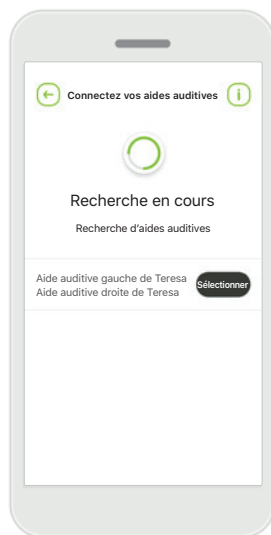 Connectez vos aides auditives
Recherche en cours
Recherche d'aides auditives
Aide auditive gauche de Teresa
Aide auditive droite de Teresa
Sélectionner